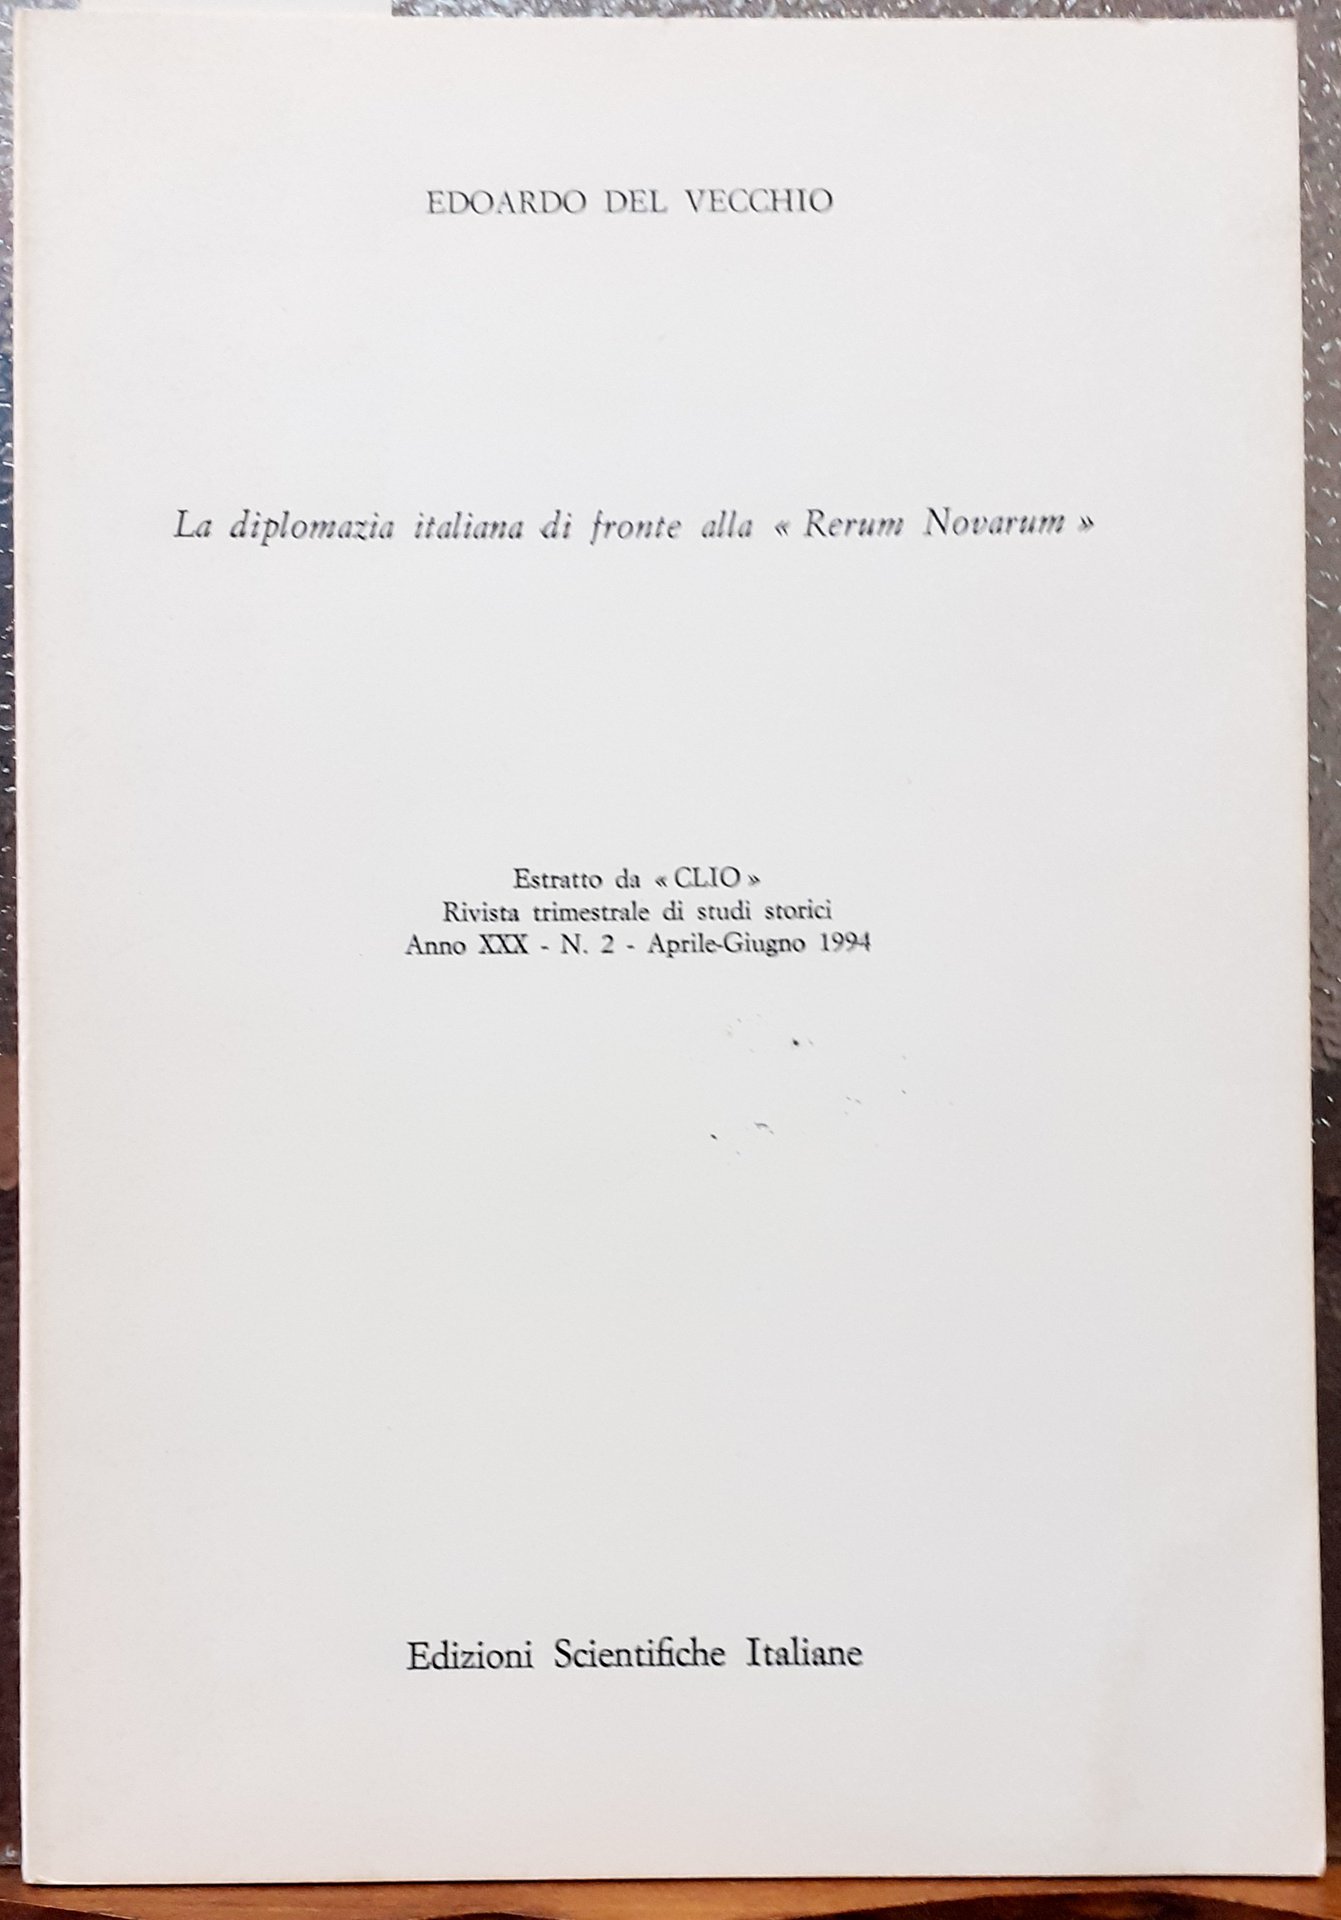 EDOARDO DEL VECCHIO
La diplomazia italiana di fronte alla « Rerum Novarum »
Estratto da « CLIO »
Rivista trimestrale di studi storici
Anno XXX - N. 2 - Aprile-Giugno 1994
Edizioni Scientifiche Italiane